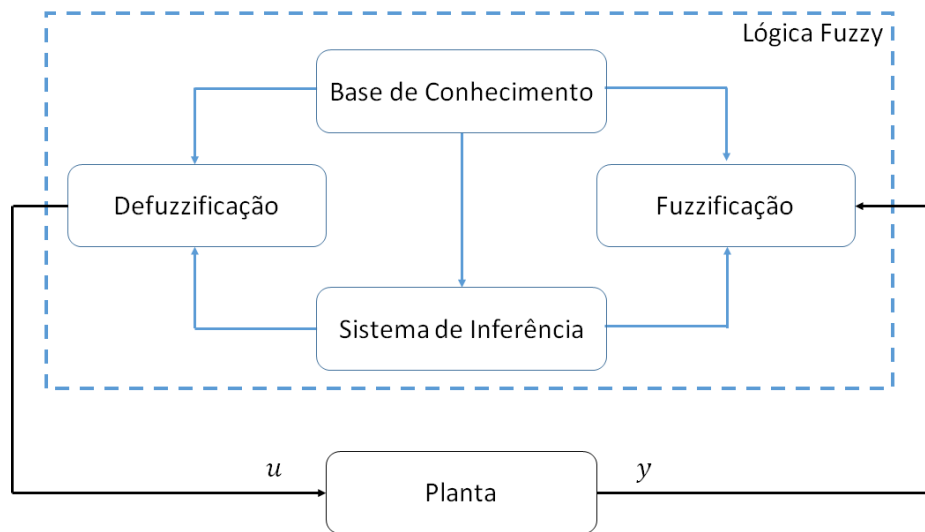 Lógica Fuzzy
Base de Conhecimento
Defuzzificação
Fuzzificação
Sistema de Inferência
u
y
Planta